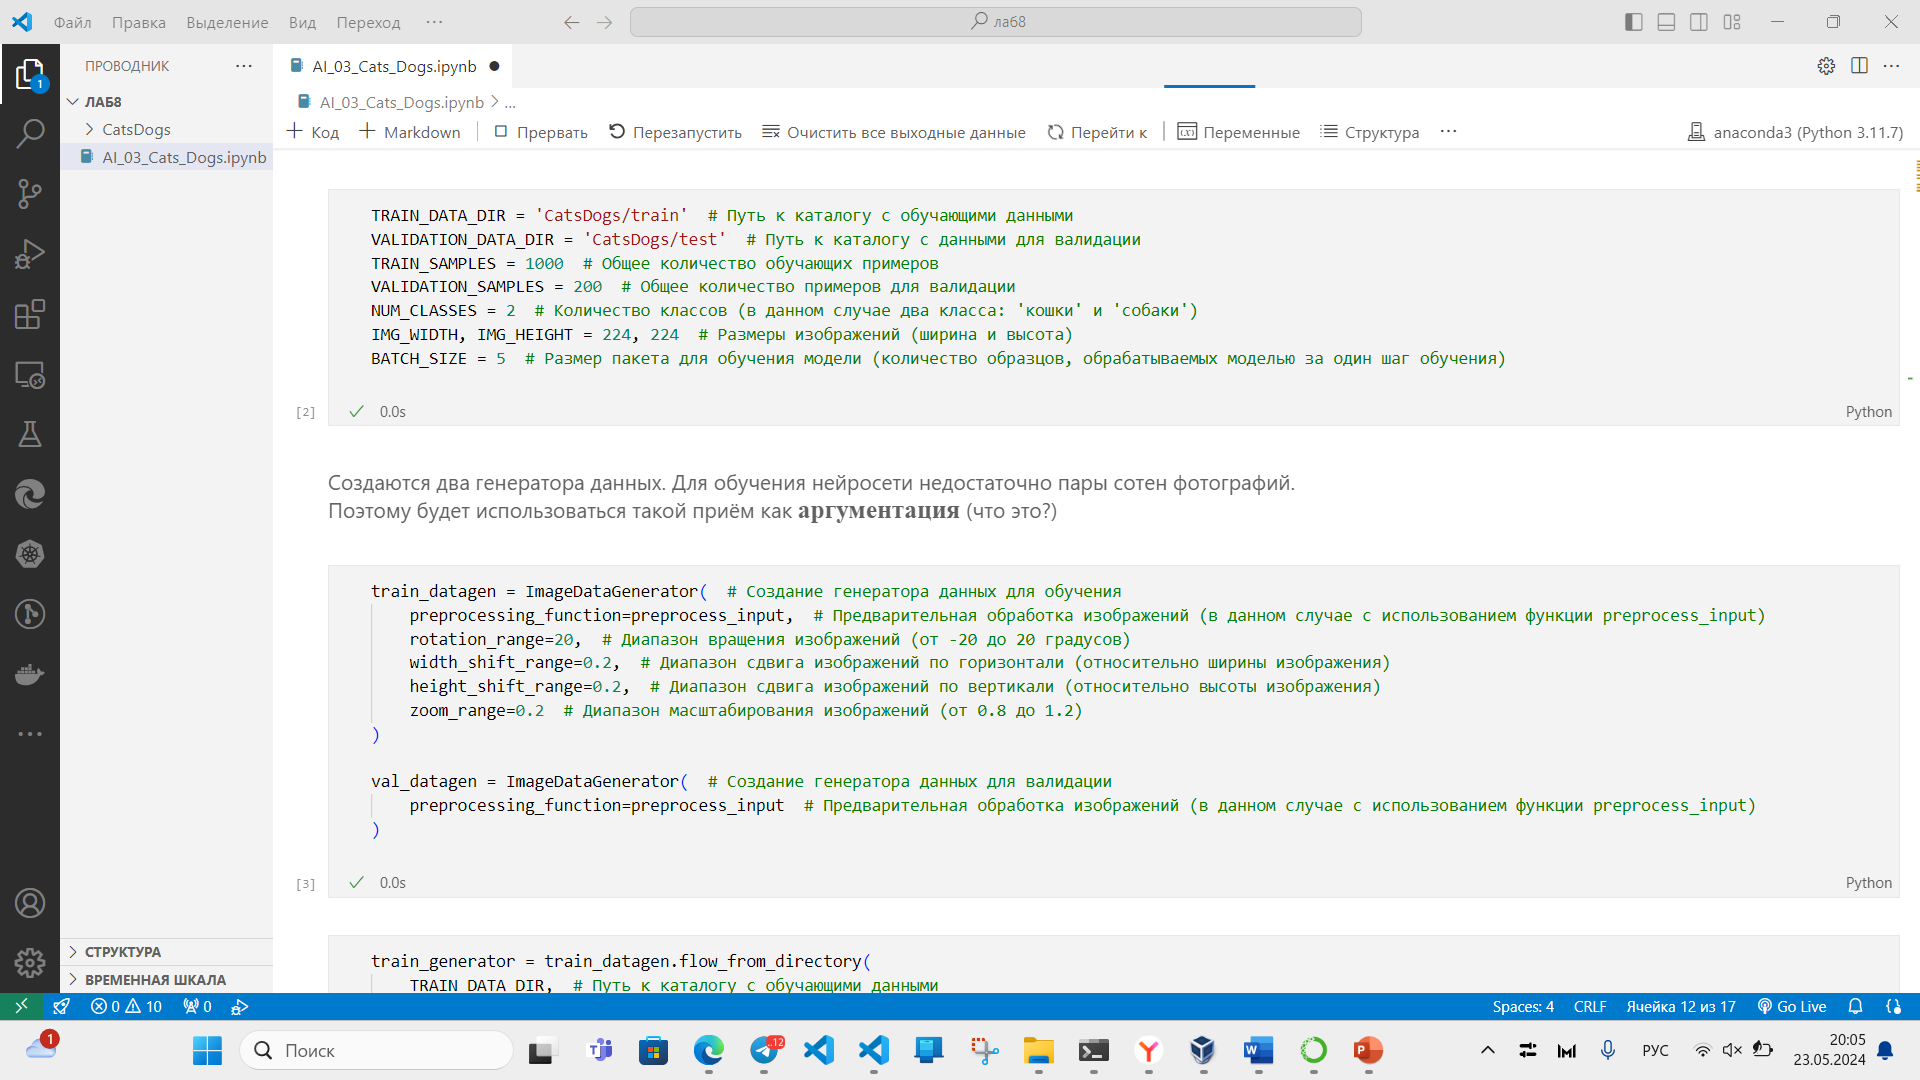 Файл Правка Выделение Вид Переход ··· лаб8
ПРОВОДНИК ···
AI_03_Cats_Dogs.ipynb
1
ЛАБ8
CatsDogs
AI_03_Cats_Dogs.ipynb
AI_03_Cats_Dogs.ipynb > ...
+ Код + Markdown Прервать Перезапустить Очистить все выходные данные Перейти к Переменные Структура ··· anaconda3 (Python 3.11.7)
TRAIN_DATA_DIR = 'CatsDogs/train'  # Путь к каталогу с обучающими данными
VALIDATION_DATA_DIR = 'CatsDogs/test'  # Путь к каталогу с данными для валидации
TRAIN_SAMPLES = 1000  # Общее количество обучающих примеров
VALIDATION_SAMPLES = 200  # Общее количество примеров для валидации
NUM_CLASSES = 2  # Количество классов (в данном случае два класса: 'кошки' и 'собаки')
IMG_WIDTH, IMG_HEIGHT = 224, 224  # Размеры изображений (ширина и высота)
BATCH_SIZE = 5  # Размер пакета для обучения модели (количество образцов, обрабатываемых моделью за один шаг обучения)
[2] 0.0s Python
Создаются два генератора данных. Для обучения нейросети недостаточно пары сотен фотографий.
Поэтому будет использоваться такой приём как аргументация (что это?)
train_datagen = ImageDataGenerator(  # Создание генератора данных для обучения
    preprocessing_function=preprocess_input,  # Предварительная обработка изображений (в данном случае с использованием функции preprocess_input)
    rotation_range=20,  # Диапазон вращения изображений (от -20 до 20 градусов)
    width_shift_range=0.2,  # Диапазон сдвига изображений по горизонтали (относительно ширины изображения)
    height_shift_range=0.2,  # Диапазон сдвига изображений по вертикали (относительно высоты изображения)
    zoom_range=0.2  # Диапазон масштабирования изображений (от 0.8 до 1.2)
)
val_datagen = ImageDataGenerator(  # Создание генератора данных для валидации
    preprocessing_function=preprocess_input  # Предварительная обработка изображений (в данном случае с использованием функции preprocess_input)
)
[3] 0.0s Python
train_generator = train_datagen.flow_from_directory(
    TRAIN_DATA_DIR,  # Путь к каталогу с обучающими данными
СТРУКТУРА
ВРЕМЕННАЯ ШКАЛА
0 10 0 Spaces: 4 CRLF Ячейка 12 из 17 Go Live
1 Поиск ..12 РУС 20:05
23.05.2024